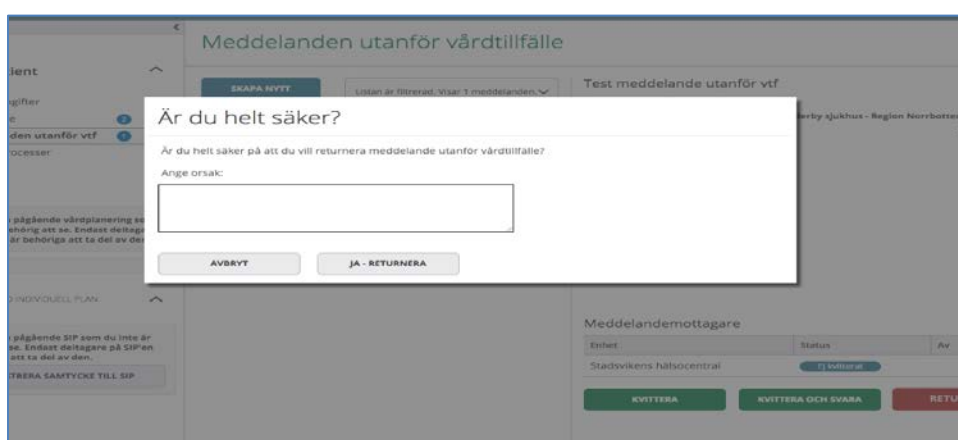 Meddelanden utanför vårdtillfälle
ient
SKAPA NYTT
Listan är filtrerad. Visar 1 meddelanden.
Test meddelande utanför vtf
gifter
den utanför vtf
rocesser
erby sjukhus - Region Norrbotten
Är du helt säker?
Är du helt säker på att du vill returnera meddelande utanför vårdtillfälle?
Ange orsak:
AVBRYT
JA - RETURNERA
pågående vårdplanering so
ehörig att se. Endast deltaga
är behöriga att ta del av de
INDIVIDUELL PLAN
pågående SIP som du inte är
se. Endast deltagare på SIP'en
att ta del av den.
TRERA SAMTYCKE TILL SIP
Meddelandemottagare
Enhet
Status
Av
Stadsvikens hälsocentral
Ej kvitterat
KVITTERA
KVITTERA OCH SVARA
RETU